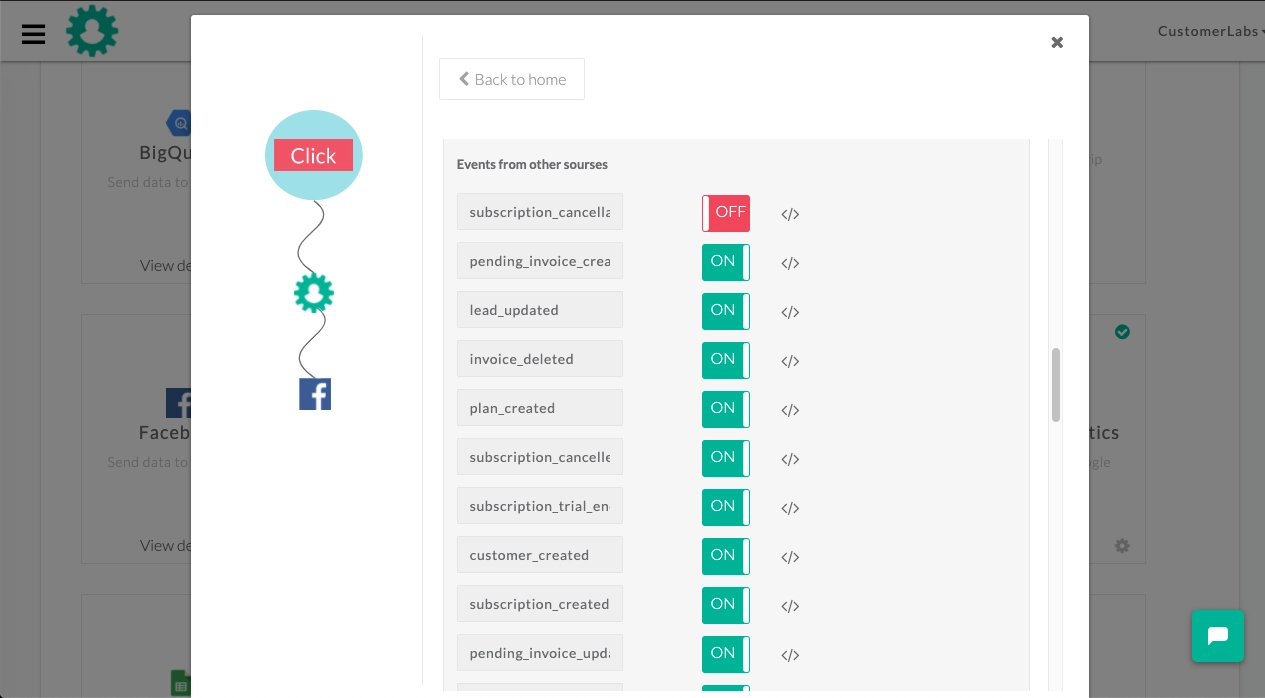 CustomerLabs
Back to home
Click
Events from other sourses
subscription_cancella
OFF
</>
pending_invoice_crea
ON
</>
lead_updated
ON
</>
invoice_deleted
ON
</>
plan_created
ON
</>
subscription_cancelle
ON
</>
subscription_trial_en
ON
</>
customer_created
ON
</>
subscription_created
ON
</>
pending_invoice_upda
ON
</>
BigQu
Send data to
View de
ip
Faceb
Send data to
View de
tics
gle